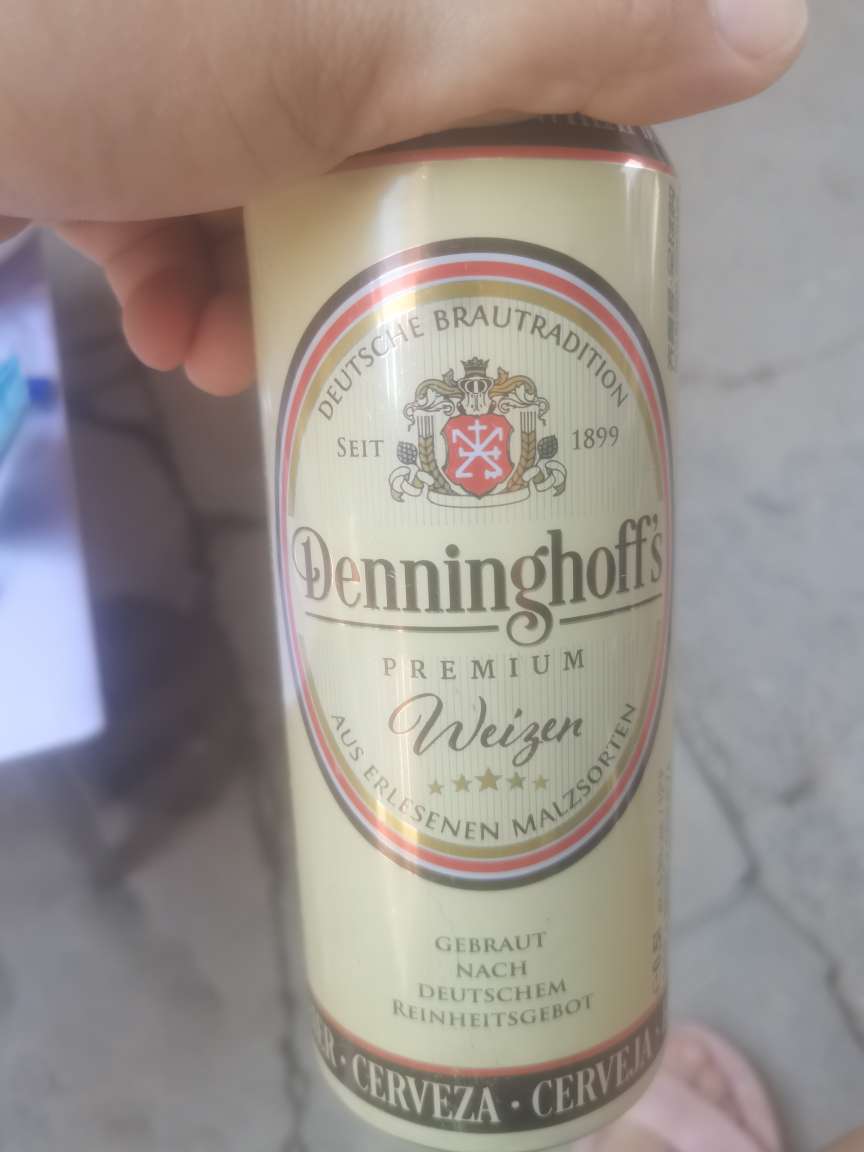 DEUTSCHE BRAUTRADITION
SEIT 1899
Denninghoff's
PREMIUM
Weizen
AUS ERLESENEN MALZSORTEN
GEBRAUT
NACH
DEUTSCHEM
REINHEITSGEBOT
CERVEZA · CERVEJA